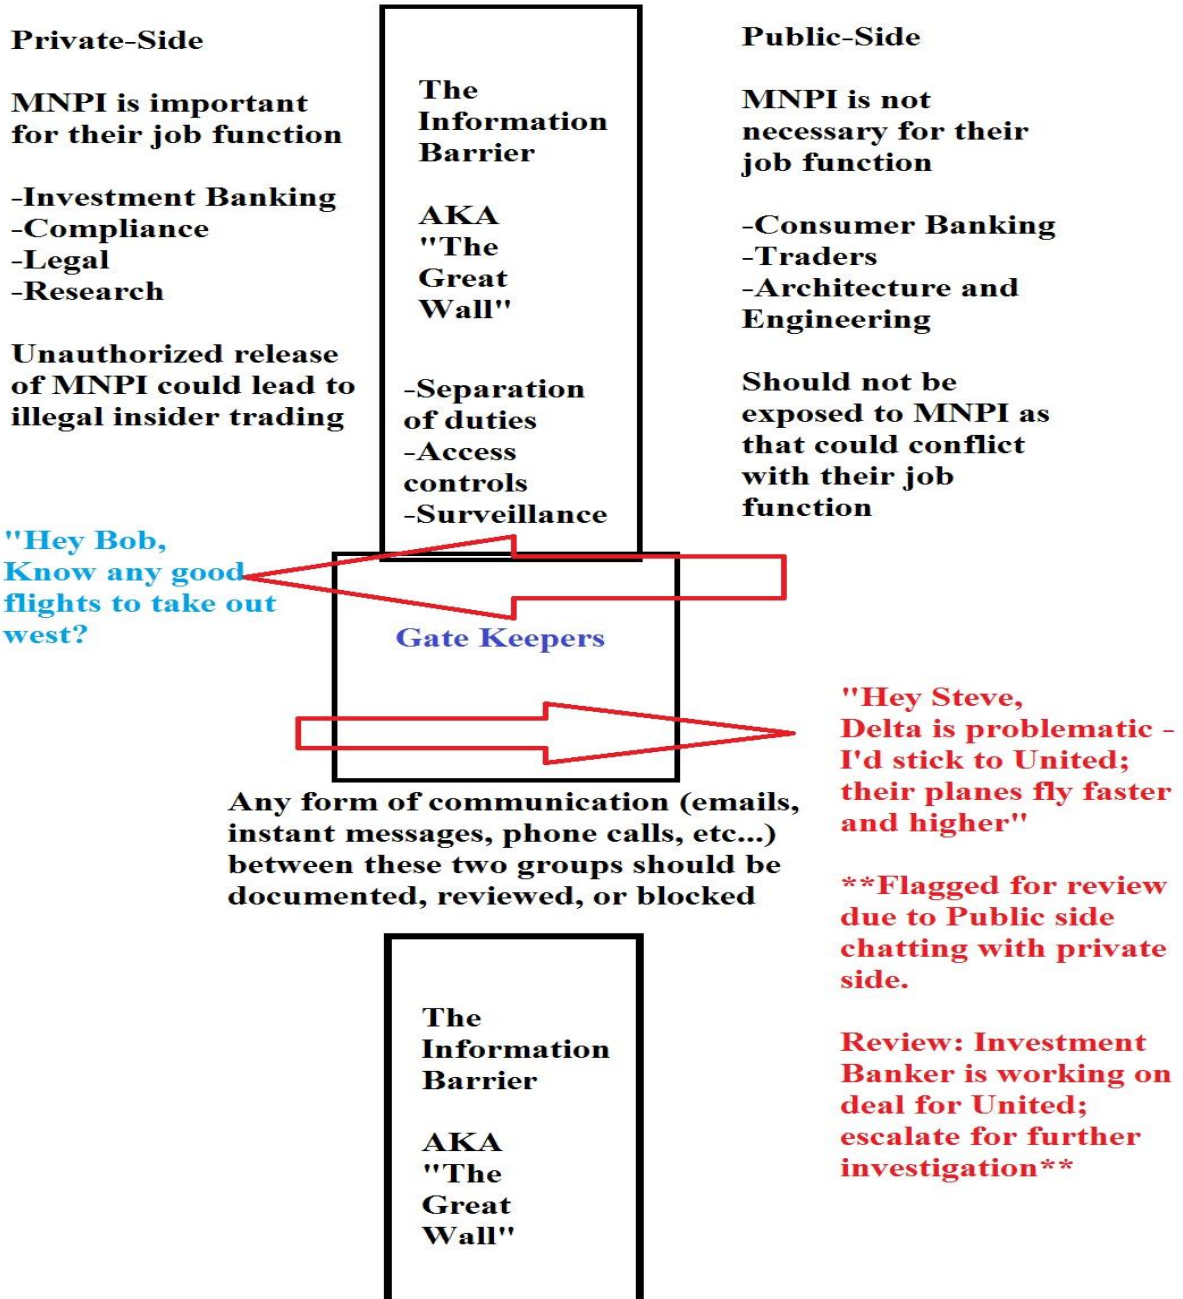 Private-Side
MNPI is important
for their job function
-Investment Banking
-Compliance
-Legal
-Research
Unauthorized release
of MNPI could lead to
illegal insider trading
The
Information
Barrier
AKA
"The
Great
Wall"
-Separation
of duties
-Access
controls
-Surveillance
Public-Side
MNPI is not
necessary for their
job function
-Consumer Banking
-Traders
-Architecture and
Engineering
Should not be
exposed to MNPI as
that could conflict
with their job
function
"Hey Bob,
Know any good
flights to take out
west?
Gate Keepers
"Hey Steve,
Delta is problematic -
I'd stick to United;
their planes fly faster
and higher"
**Flagged for review
due to Public side
chatting with private
side.
Review: Investment
Banker is working on
deal for United;
escalate for further
investigation**
Any form of communication (emails,
instant messages, phone calls, etc...)
between these two groups should be
documented, reviewed, or blocked
The
Information
Barrier
AKA
"The
Great
Wall"